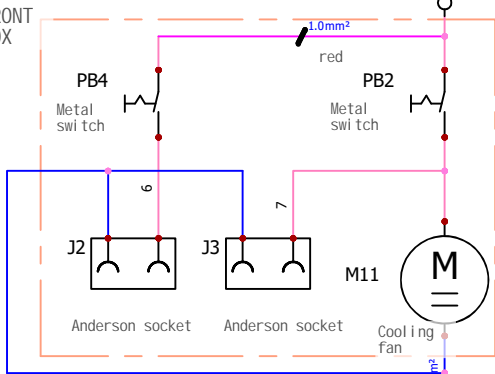 1.0mm²
red
PB4
Metal
switch
PB2
Metal
switch
6
7
J2
J3
M11
M
Anderson socket
Anderson socket
Cooling
fan